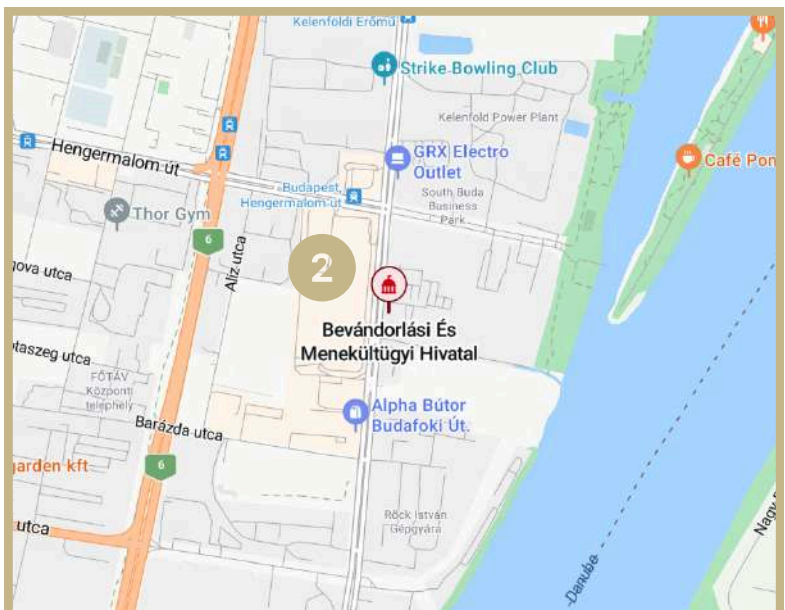 Kelenföldi Erőmű
Strike Bowling Club
Kelenfold Power Plant
Hengermalom út
GRX Electro
Outlet
Café Pon
Budapest,
Hengermalom út
South Buda
Business
Park
Thor Gym
6
2
Aliz utca
gova utca
Bevándorlási És
Menekültügyi Hivatal
otaszeg utca
FŐTÁV
Központi
telephely
Alpha Bútor
Budafoki Út.
Barázda utca
garden kft
6
utca
Röck István
Gépgyára
Danube
Nagy